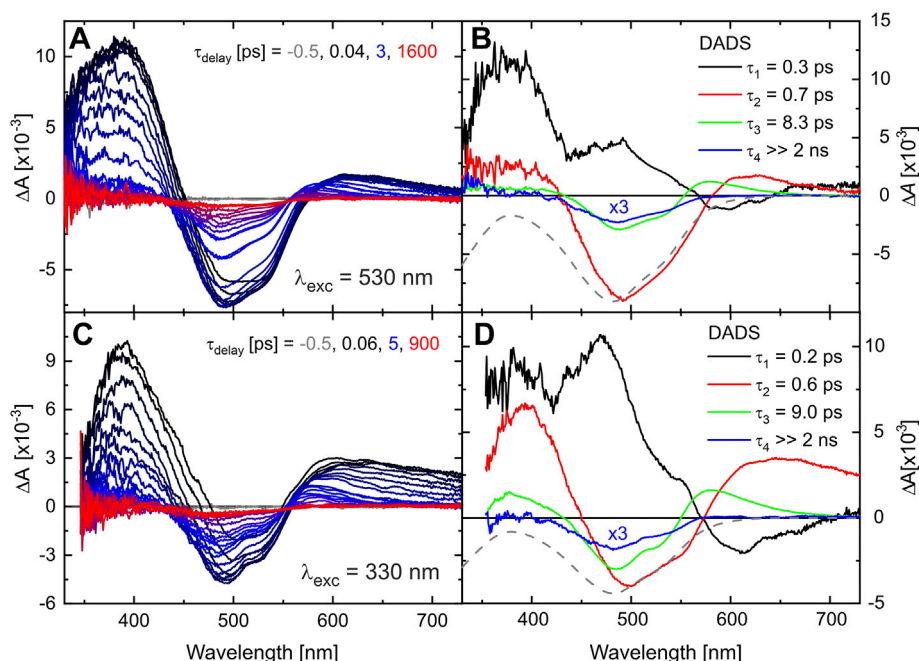 A
τdelay [ps] = -0.5, 0.04, 3, 1600
λexc = 530 nm
ΔA [x10-3]
10
5
0
-5
B
DADS
τ1 = 0.3 ps
τ2 = 0.7 ps
τ3 = 8.3 ps
τ4 >> 2 ns
x3
15
10
5
0
-5
ΔA [x10-3]
C
τdelay [ps] = -0.5, 0.06, 5, 900
λexc = 330 nm
ΔA [x10-3]
9
6
3
0
-3
-6
400 500 600 700
Wavelength [nm]
D
DADS
τ1 = 0.2 ps
τ2 = 0.6 ps
τ3 = 9.0 ps
τ4 >> 2 ns
x3
10
5
0
-5
ΔA[x10-3]
400 500 600 700
Wavelength [nm]